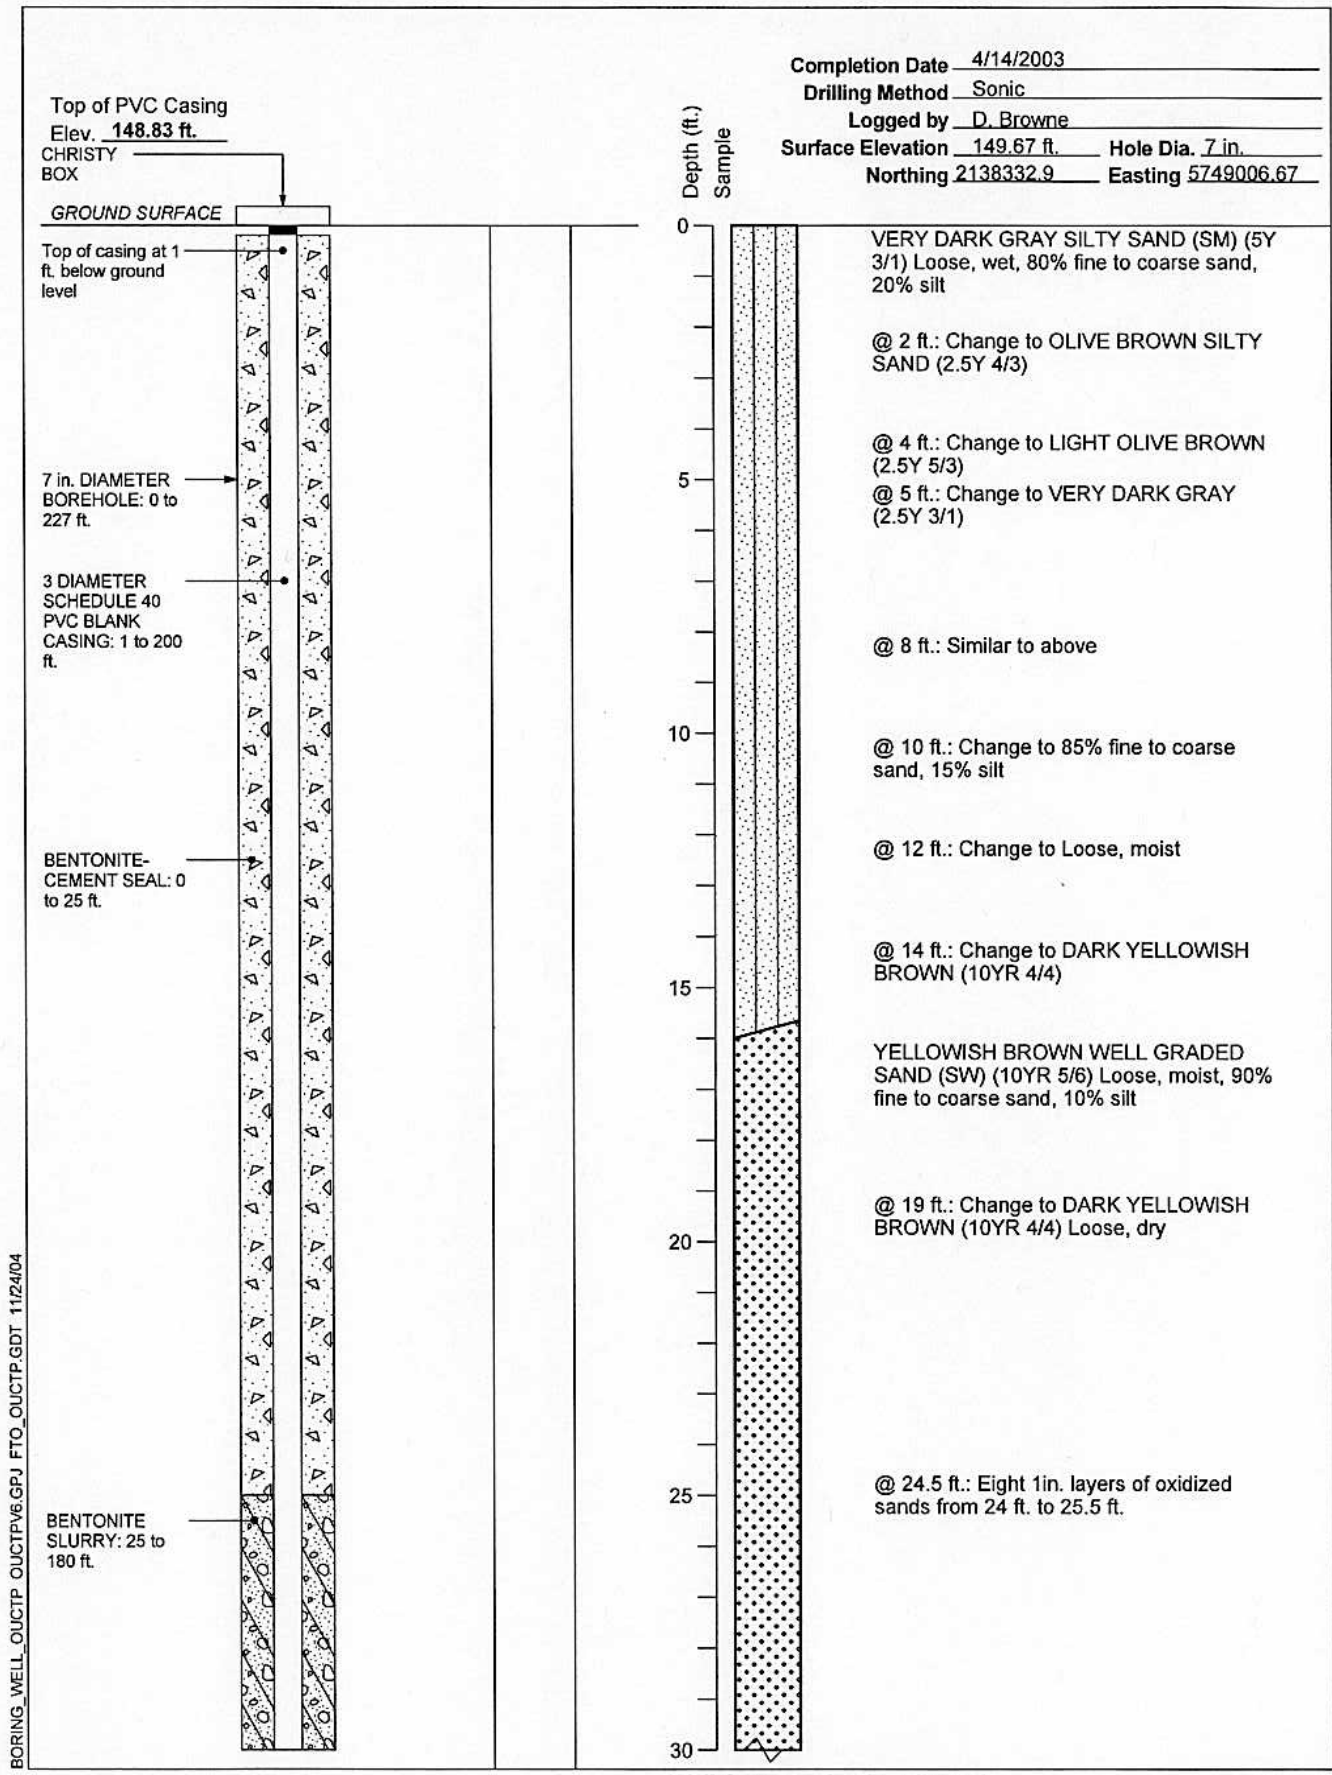 Completion Date 4/14/2003
Drilling Method Sonic
Logged by D. Browne
Surface Elevation 149.67 ft. Hole Dia. 7 in.
Northing 2138332.9 Easting 5749006.67
Top of PVC Casing
Elev. 148.83 ft.
CHRISTY
BOX
GROUND SURFACE
Top of casing at 1
ft. below ground
level
7 in. DIAMETER
BOREHOLE: 0 to
227 ft.
3 DIAMETER
SCHEDULE 40
PVC BLANK
CASING: 1 to 200
ft.
BENTONITE-
CEMENT SEAL: 0
to 25 ft.
BENTONITE
SLURRY: 25 to
180 ft.
Depth (ft.)
Sample
0
5
10
15
20
25
30
VERY DARK GRAY SILTY SAND (SM) (5Y
3/1) Loose, wet, 80% fine to coarse sand,
20% silt
@ 2 ft.: Change to OLIVE BROWN SILTY
SAND (2.5Y 4/3)
@ 4 ft.: Change to LIGHT OLIVE BROWN
(2.5Y 5/3)
@ 5 ft.: Change to VERY DARK GRAY
(2.5Y 3/1)
@ 8 ft.: Similar to above
@ 10 ft.: Change to 85% fine to coarse
sand, 15% silt
@ 12 ft.: Change to Loose, moist
@ 14 ft.: Change to DARK YELLOWISH
BROWN (10YR 4/4)
YELLOWISH BROWN WELL GRADED
SAND (SW) (10YR 5/6) Loose, moist, 90%
fine to coarse sand, 10% silt
@ 19 ft.: Change to DARK YELLOWISH
BROWN (10YR 4/4) Loose, dry
@ 24.5 ft.: Eight 1in. layers of oxidized
sands from 24 ft. to 25.5 ft.
BORING_WELL_OUCTP OUCTPV6.GPJ FTO_OUCTP.GDT 11/24/04